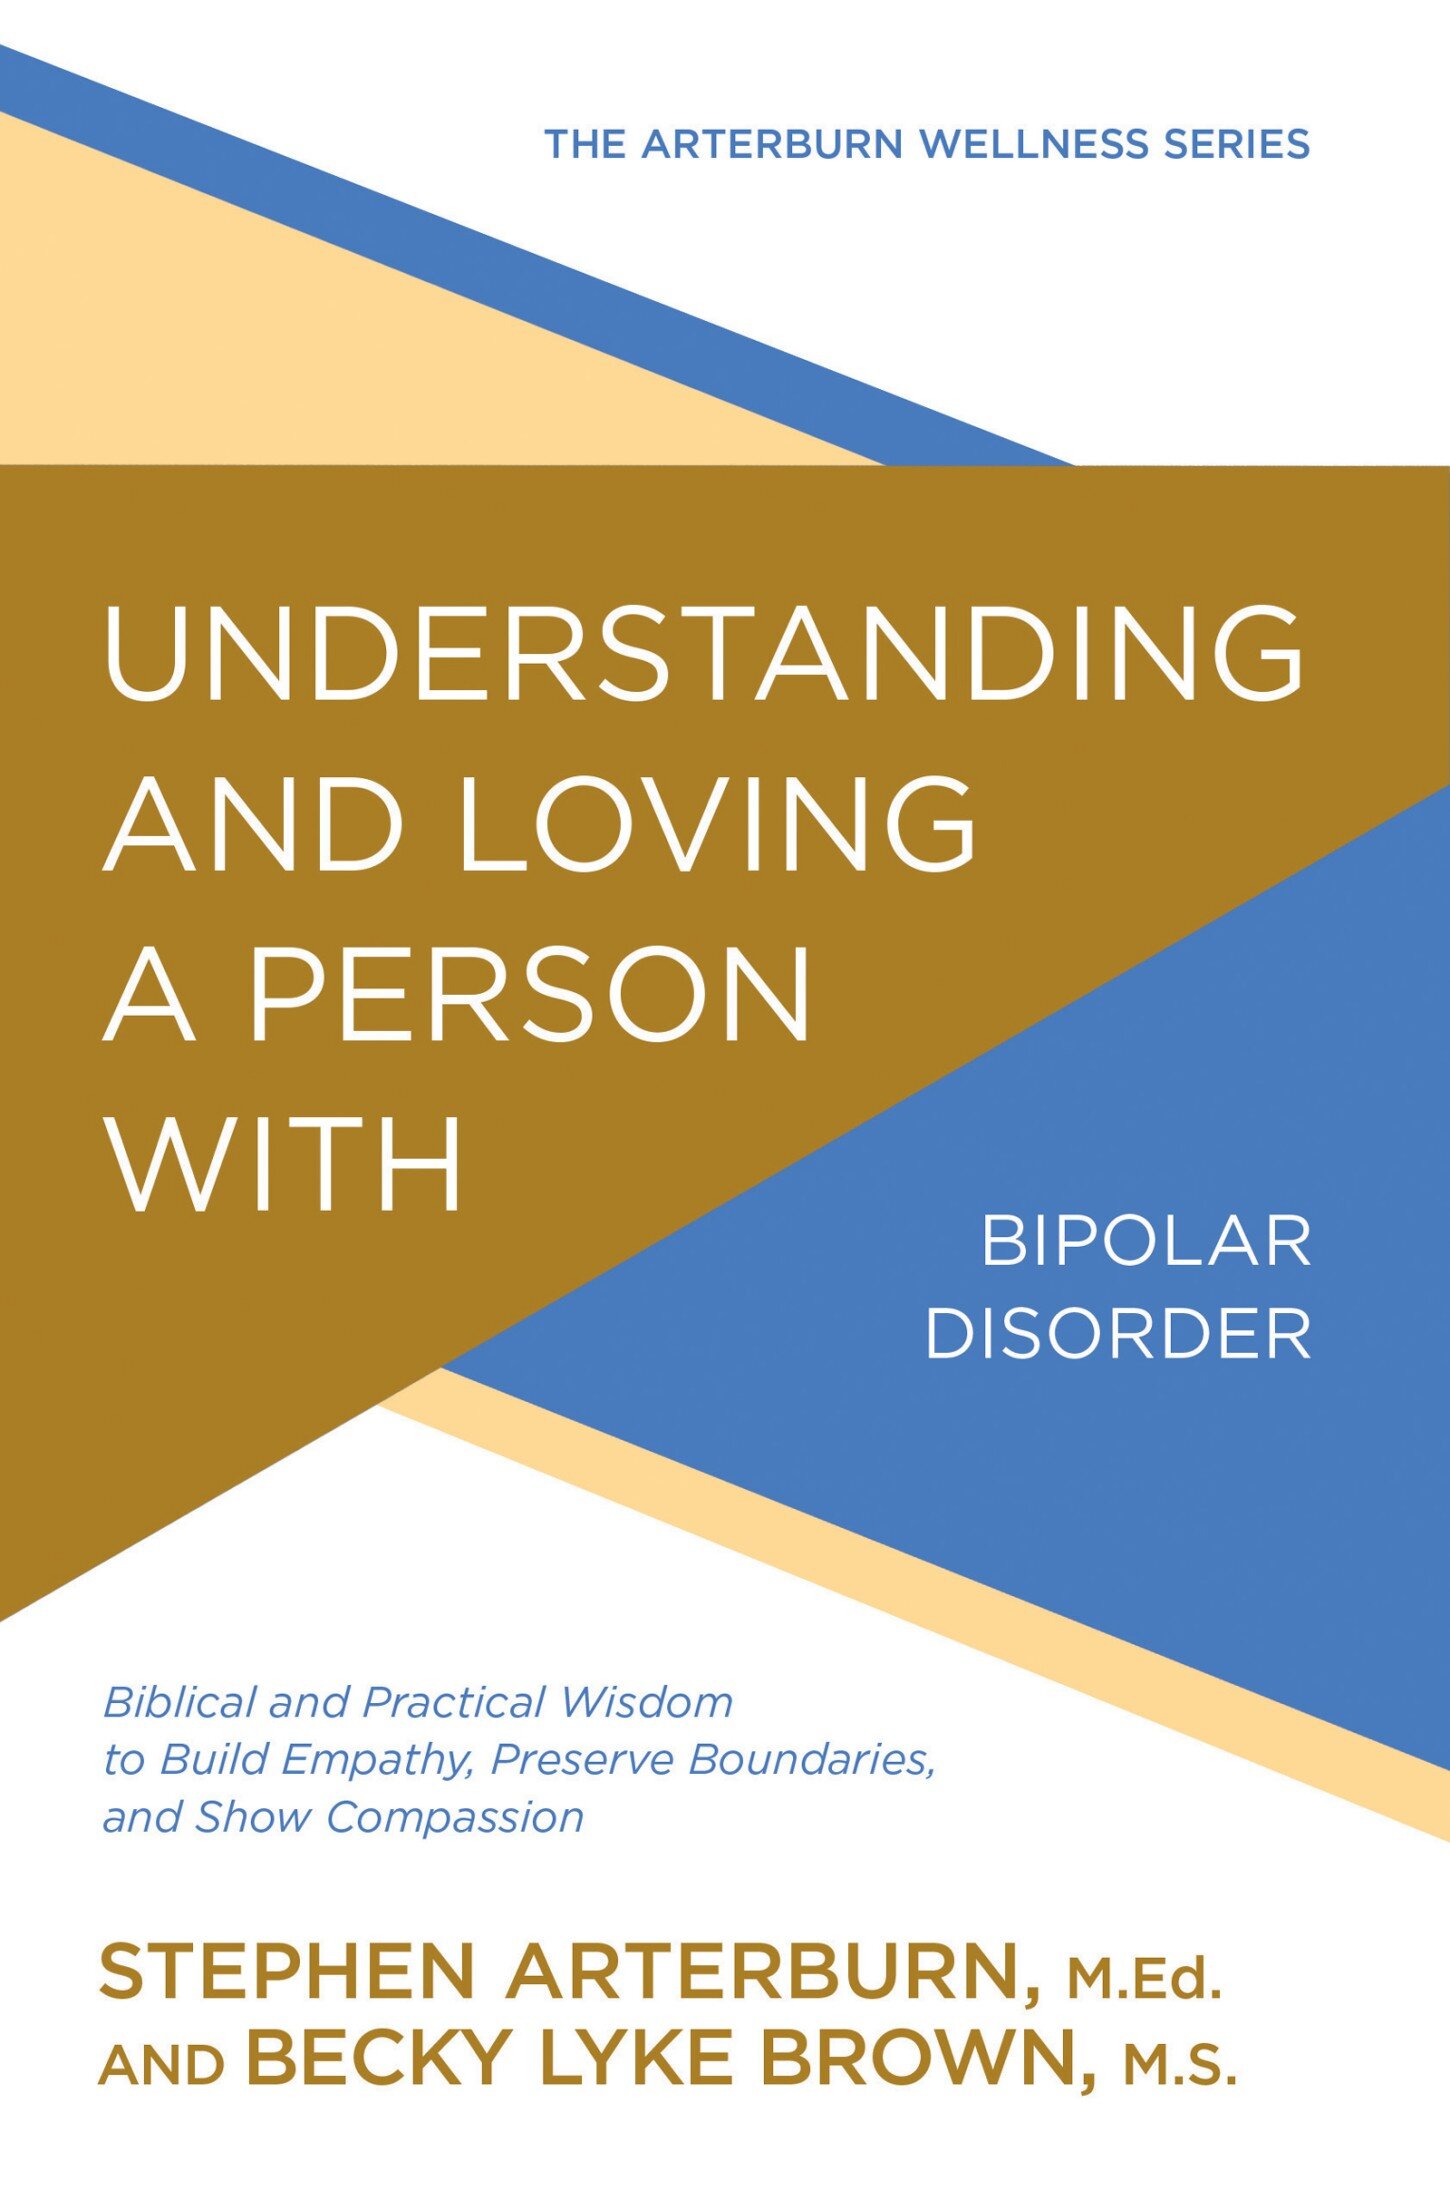 THE ARTERBURN WELLNESS SERIES
UNDERSTANDING
AND LOVING
A PERSON
WITH
BIPOLAR
DISORDER
Biblical and Practical Wisdom
to Build Empathy, Preserve Boundaries,
and Show Compassion
STEPHEN ARTERBURN, M.Ed.
AND BECKY LYKE BROWN, M.S.